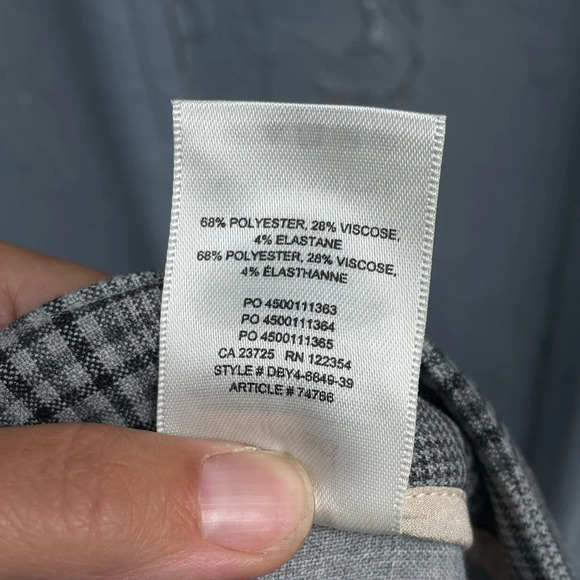 68% POLYESTER, 28% VISCOSE,
4% ELASTANE
68% POLYESTER, 28% VISCOSE,
4% ÉLASTHANNE
PO 4500111363
PO 4500111364
PO 4500111365
CA 23725 RN 122354
STYLE # DBY4-6649-39
ARTICLE # 74766